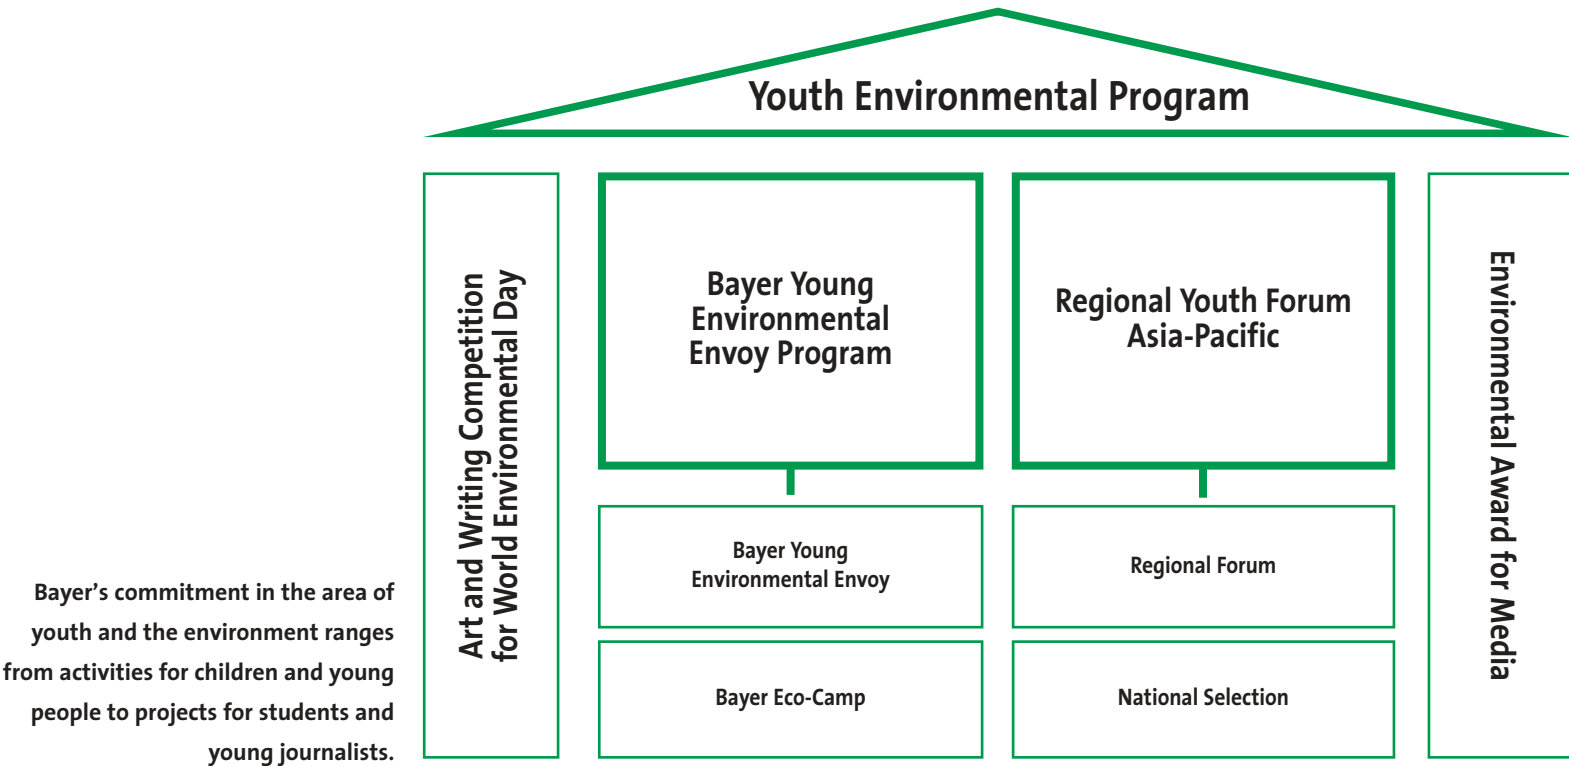 Youth Environmental Program
Art and Writing Competition
for World Environmental Day
Bayer Young
Environmental
Envoy Program
Regional Youth Forum
Asia-Pacific
Environmental Award for Media
Bayer Young
Environmental Envoy
Regional Forum
Bayer Eco-Camp
National Selection
Bayer’s commitment in the area of
youth and the environment ranges
from activities for children and young
people to projects for students and
young journalists.